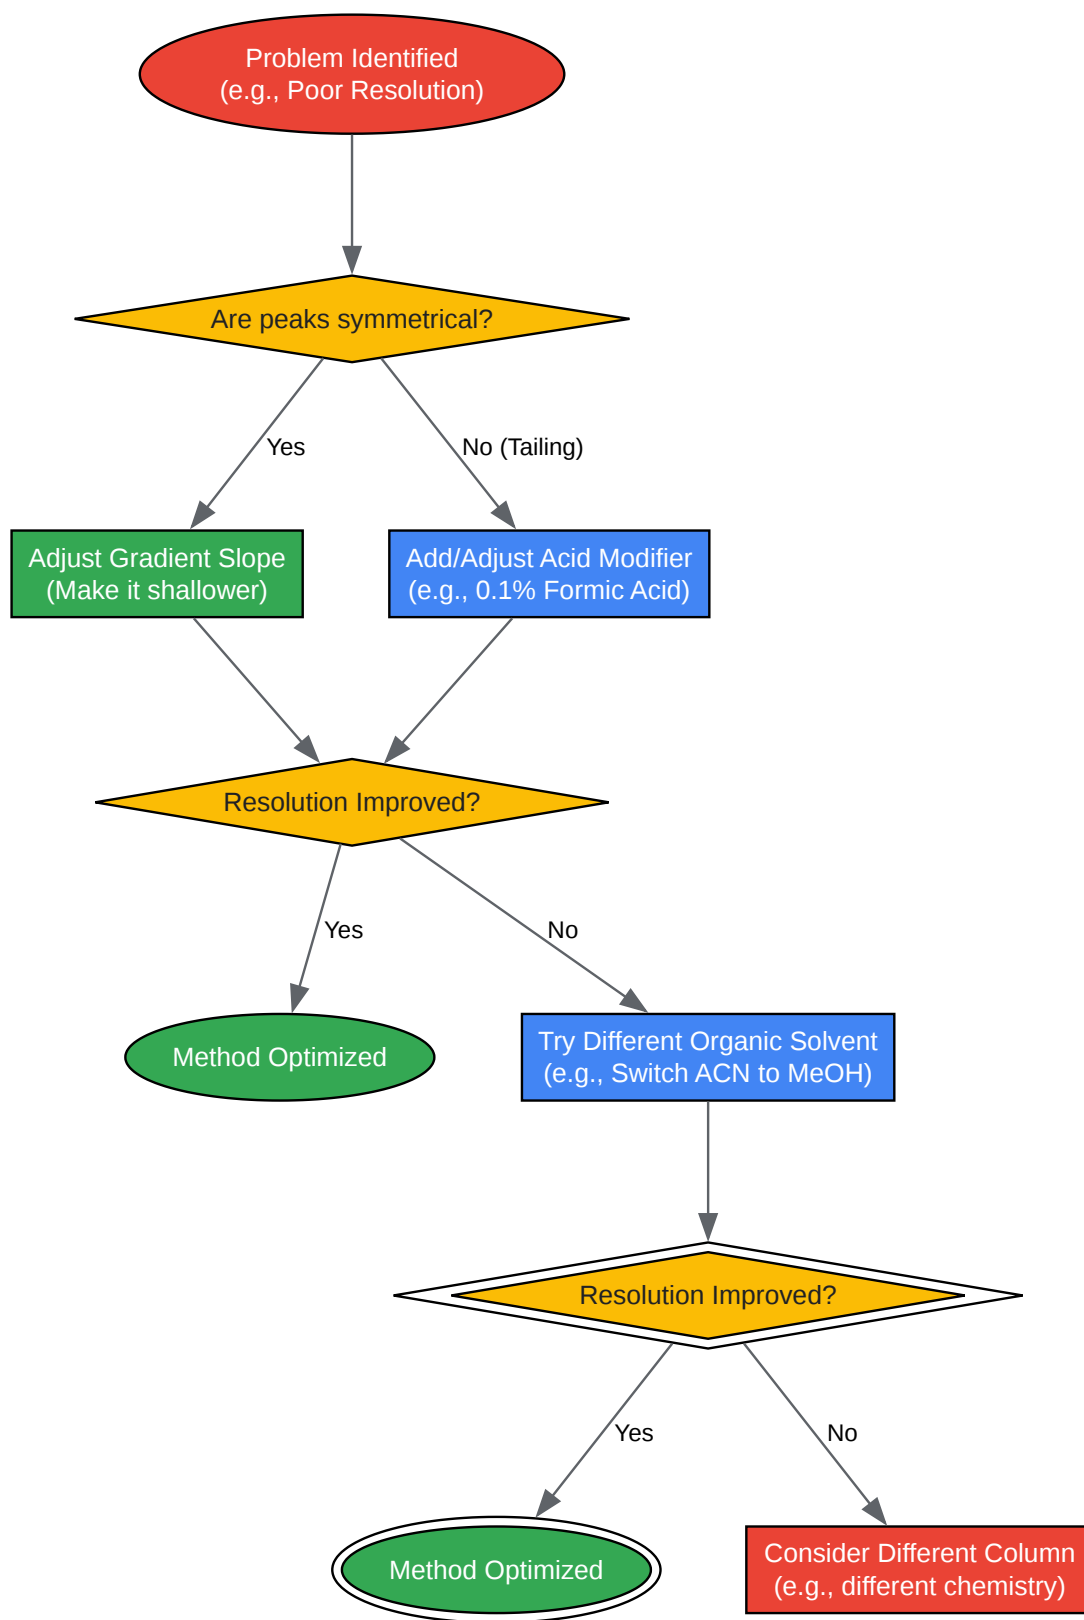 Problem Identified
(e.g., Poor Resolution)
Are peaks symmetrical?
Yes
No (Tailing)
Adjust Gradient Slope
(Make it shallower)
Add/Adjust Acid Modifier
(e.g., 0.1% Formic Acid)
Resolution Improved?
Yes
No
Method Optimized
Try Different Organic Solvent
(e.g., Switch ACN to MeOH)
Resolution Improved?
Yes
No
Method Optimized
Consider Different Column
(e.g., different chemistry)